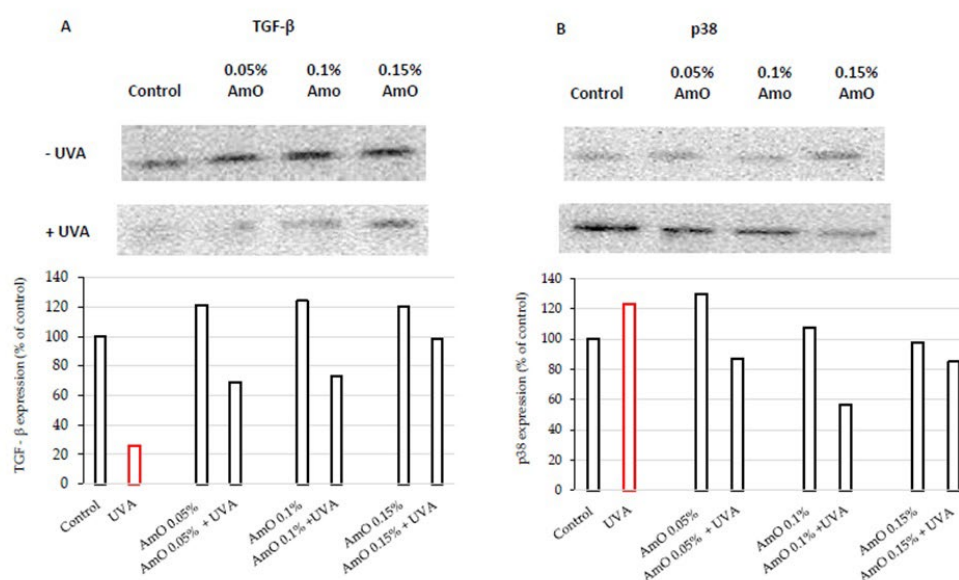 A TGF-β
Control 0.05% AmO 0.1% Amo 0.15% AmO
- UVA
+ UVA
TGF - β expression (% of control)
140
120
100
80
60
40
20
0
Control
UVA
AmO 0.05%
AmO 0.05% + UVA
AmO 0.1%
AmO 0.1% +UVA
AmO 0.15%
AmO 0.15% + UVA
B p38
Control 0.05% AmO 0.1% Amo 0.15% AmO
p38 expression (% of control)
140
120
100
80
60
40
20
0
Control
UVA
AmO 0.05%
AmO 0.05% + UVA
AmO 0.1%
AmO 0.1% +UVA
AmO 0.15%
AmO 0.15% + UVA